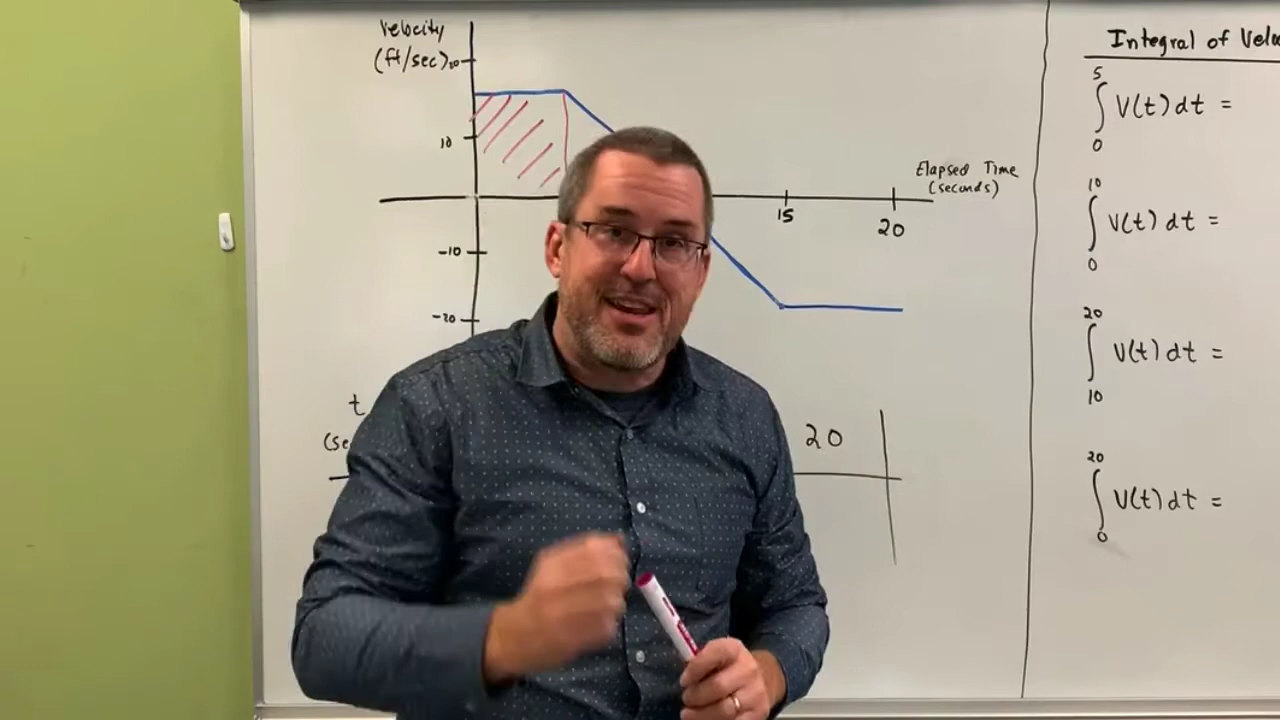 Velocity
(ft/sec)
20
10
-10
-20
15
20
Elapsed Time
(seconds)
t
20
Integral of
5
∫ V(t) dt =
0
10
∫ V(t) dt =
0
20
∫ V(t) dt =
10
20
∫ V(t) dt =
0